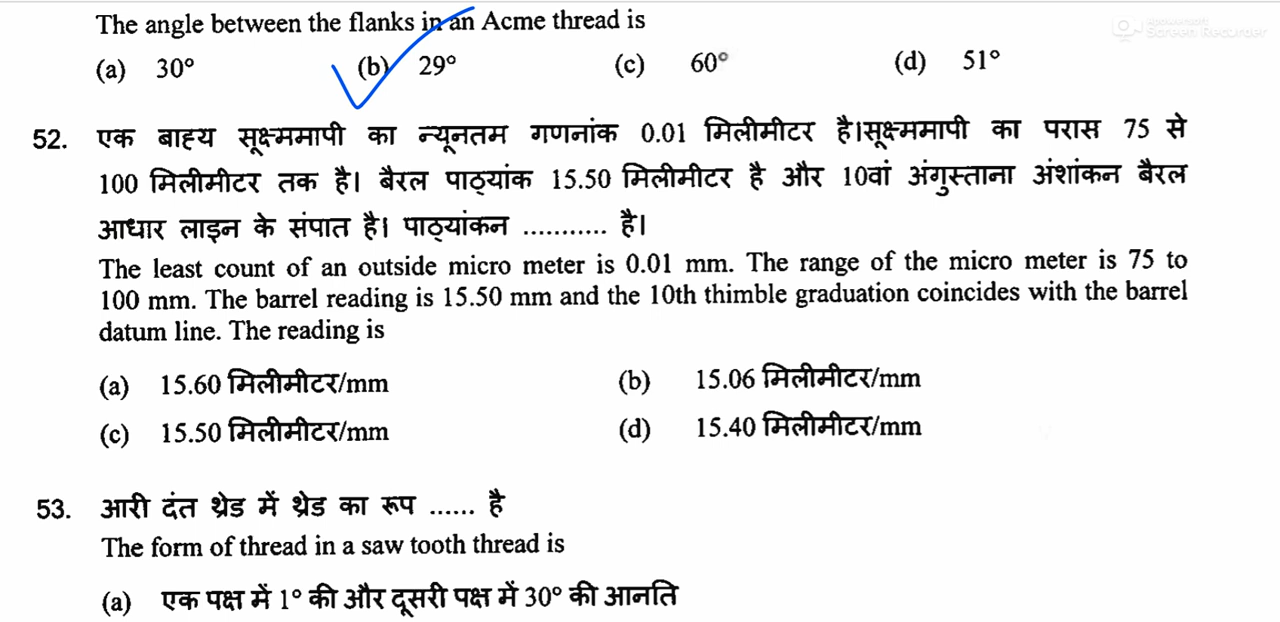 The angle between the flanks in an Acme thread is
(a) 30° (b) 29° (c) 60° (d) 51°
52. एक बाह्य सूक्ष्ममापी का न्यूनतम गणनांक 0.01 मिलीमीटर है।सूक्ष्ममापी का परास 75 से
100 मिलीमीटर तक है। बैरल पाठ्यांक 15.50 मिलीमीटर है और 10वां अंगुस्ताना अंशांकन बैरल
आधार लाइन के संपात है। पाठ्यांकन ........... है।
The least count of an outside micro meter is 0.01 mm. The range of the micro meter is 75 to
100 mm. The barrel reading is 15.50 mm and the 10th thimble graduation coincides with the barrel
datum line. The reading is
(a) 15.60 मिलीमीटर/mm (b) 15.06 मिलीमीटर/mm
(c) 15.50 मिलीमीटर/mm (d) 15.40 मिलीमीटर/mm
53. आरी दंत थ्रेड में थ्रेड का रूप ...... है
The form of thread in a saw tooth thread is
(a) एक पक्ष में 1° की और दूसरी पक्ष में 30° की आनति
Apowersoft
Screen Recorder